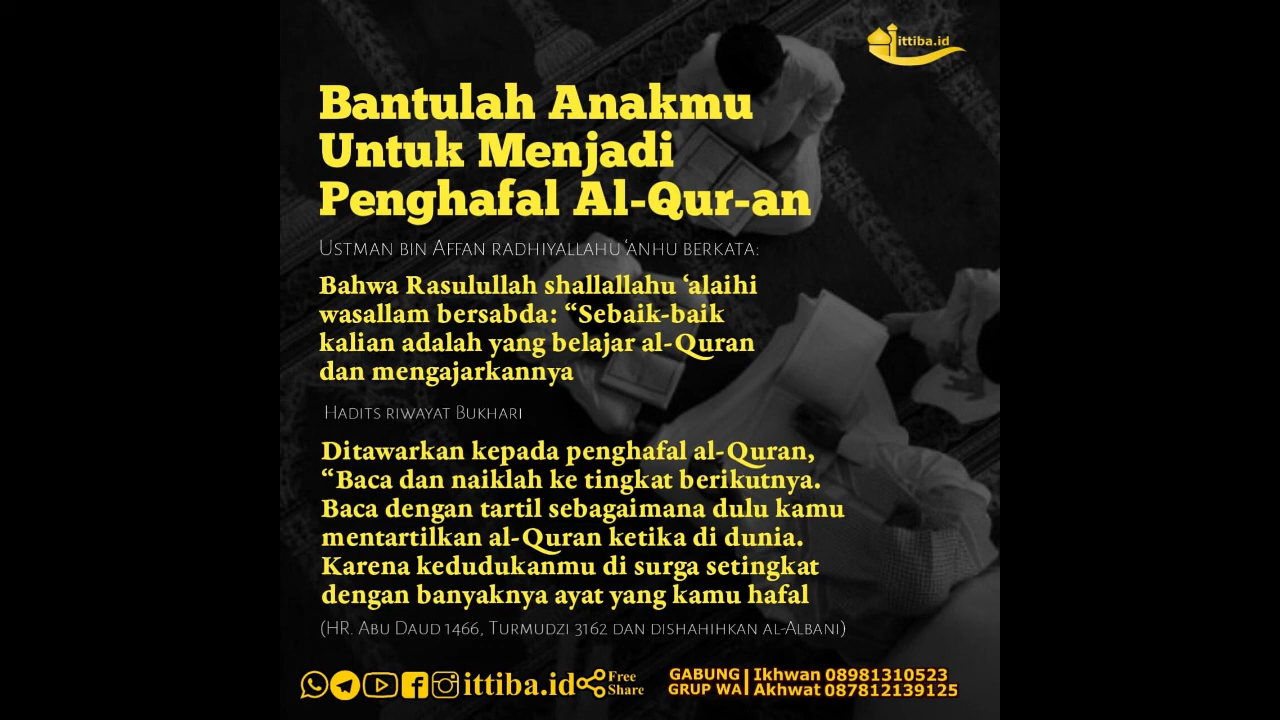 ittiba.id
Bantulah Anakmu
Untuk Menjadi
Penghafal Al-Qur-an
Ustman bin Affan radhiyallahu ‘anhu berkata:
Bahwa Rasulullah shallallahu ‘alaihi
wasallam bersabda: “Sebaik-baik
kalian adalah yang belajar al-Quran
dan mengajarkannya
Hadits riwayat Bukhari
Ditawarkan kepada penghafal al-Quran,
“Baca dan naiklah ke tingkat berikutnya.
Baca dengan tartil sebagaimana dulu kamu
mentartilkan al-Quran ketika di dunia.
Karena kedudukanmu di surga setingkat
dengan banyaknya ayat yang kamu hafal
(HR. Abu Daud 1466, Turmudzi 3162 dan dishahihkan al-Albani)
ittiba.id
Free
Share
GABUNG
GRUP WA
Ikhwan 08981310523
Akhwat 087812139125